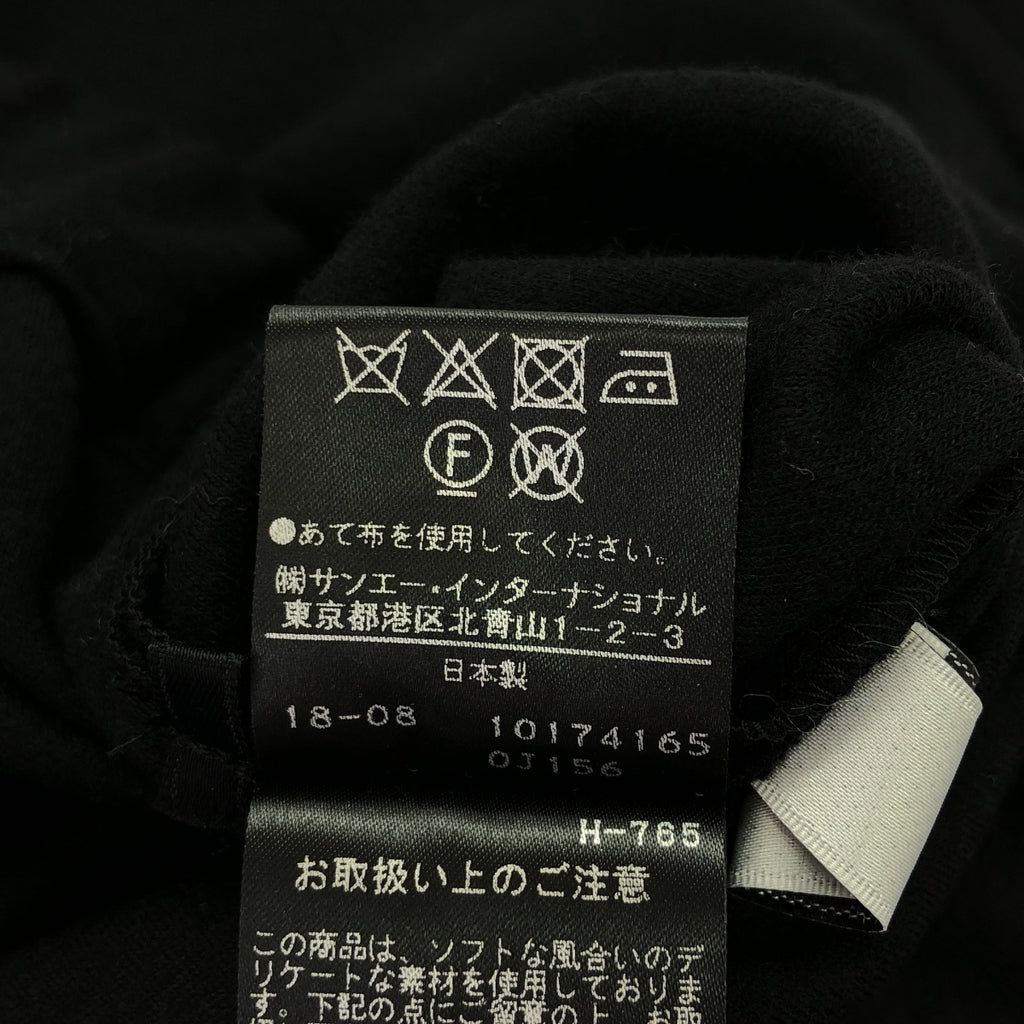 F W
●あて布を使用してください。
㈱サンエー・インターナショナル
東京都港区北青山1-2-3
日本製
18-08 10174165
OJ156
H-765
お取扱い上のご注意
この商品は、ソフトな風合いのデ
リケートな素材を使用しておりま
す。下記の点にご留意の上、お取